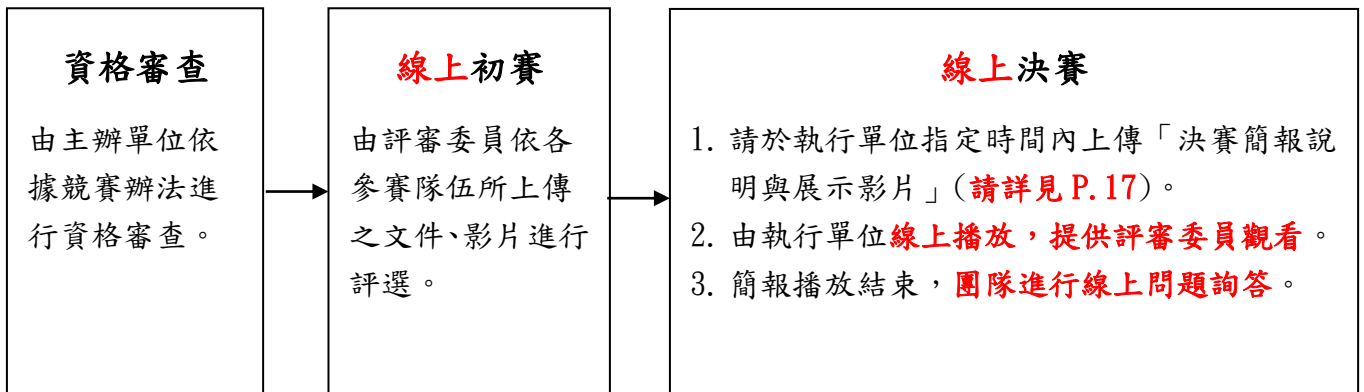 資格審查
由主辦單位依
據競賽辦法進
行資格審查。
線上初賽
由評審委員依各
參賽隊伍所上傳
之文件、影片進行
評選。
線上決賽
1. 請於執行單位指定時間內上傳「決賽簡報說
明與展示影片」(請詳見 P.17)。
2. 由執行單位線上播放，提供評審委員觀看。
3. 簡報播放結束，團隊進行線上問題詢答。